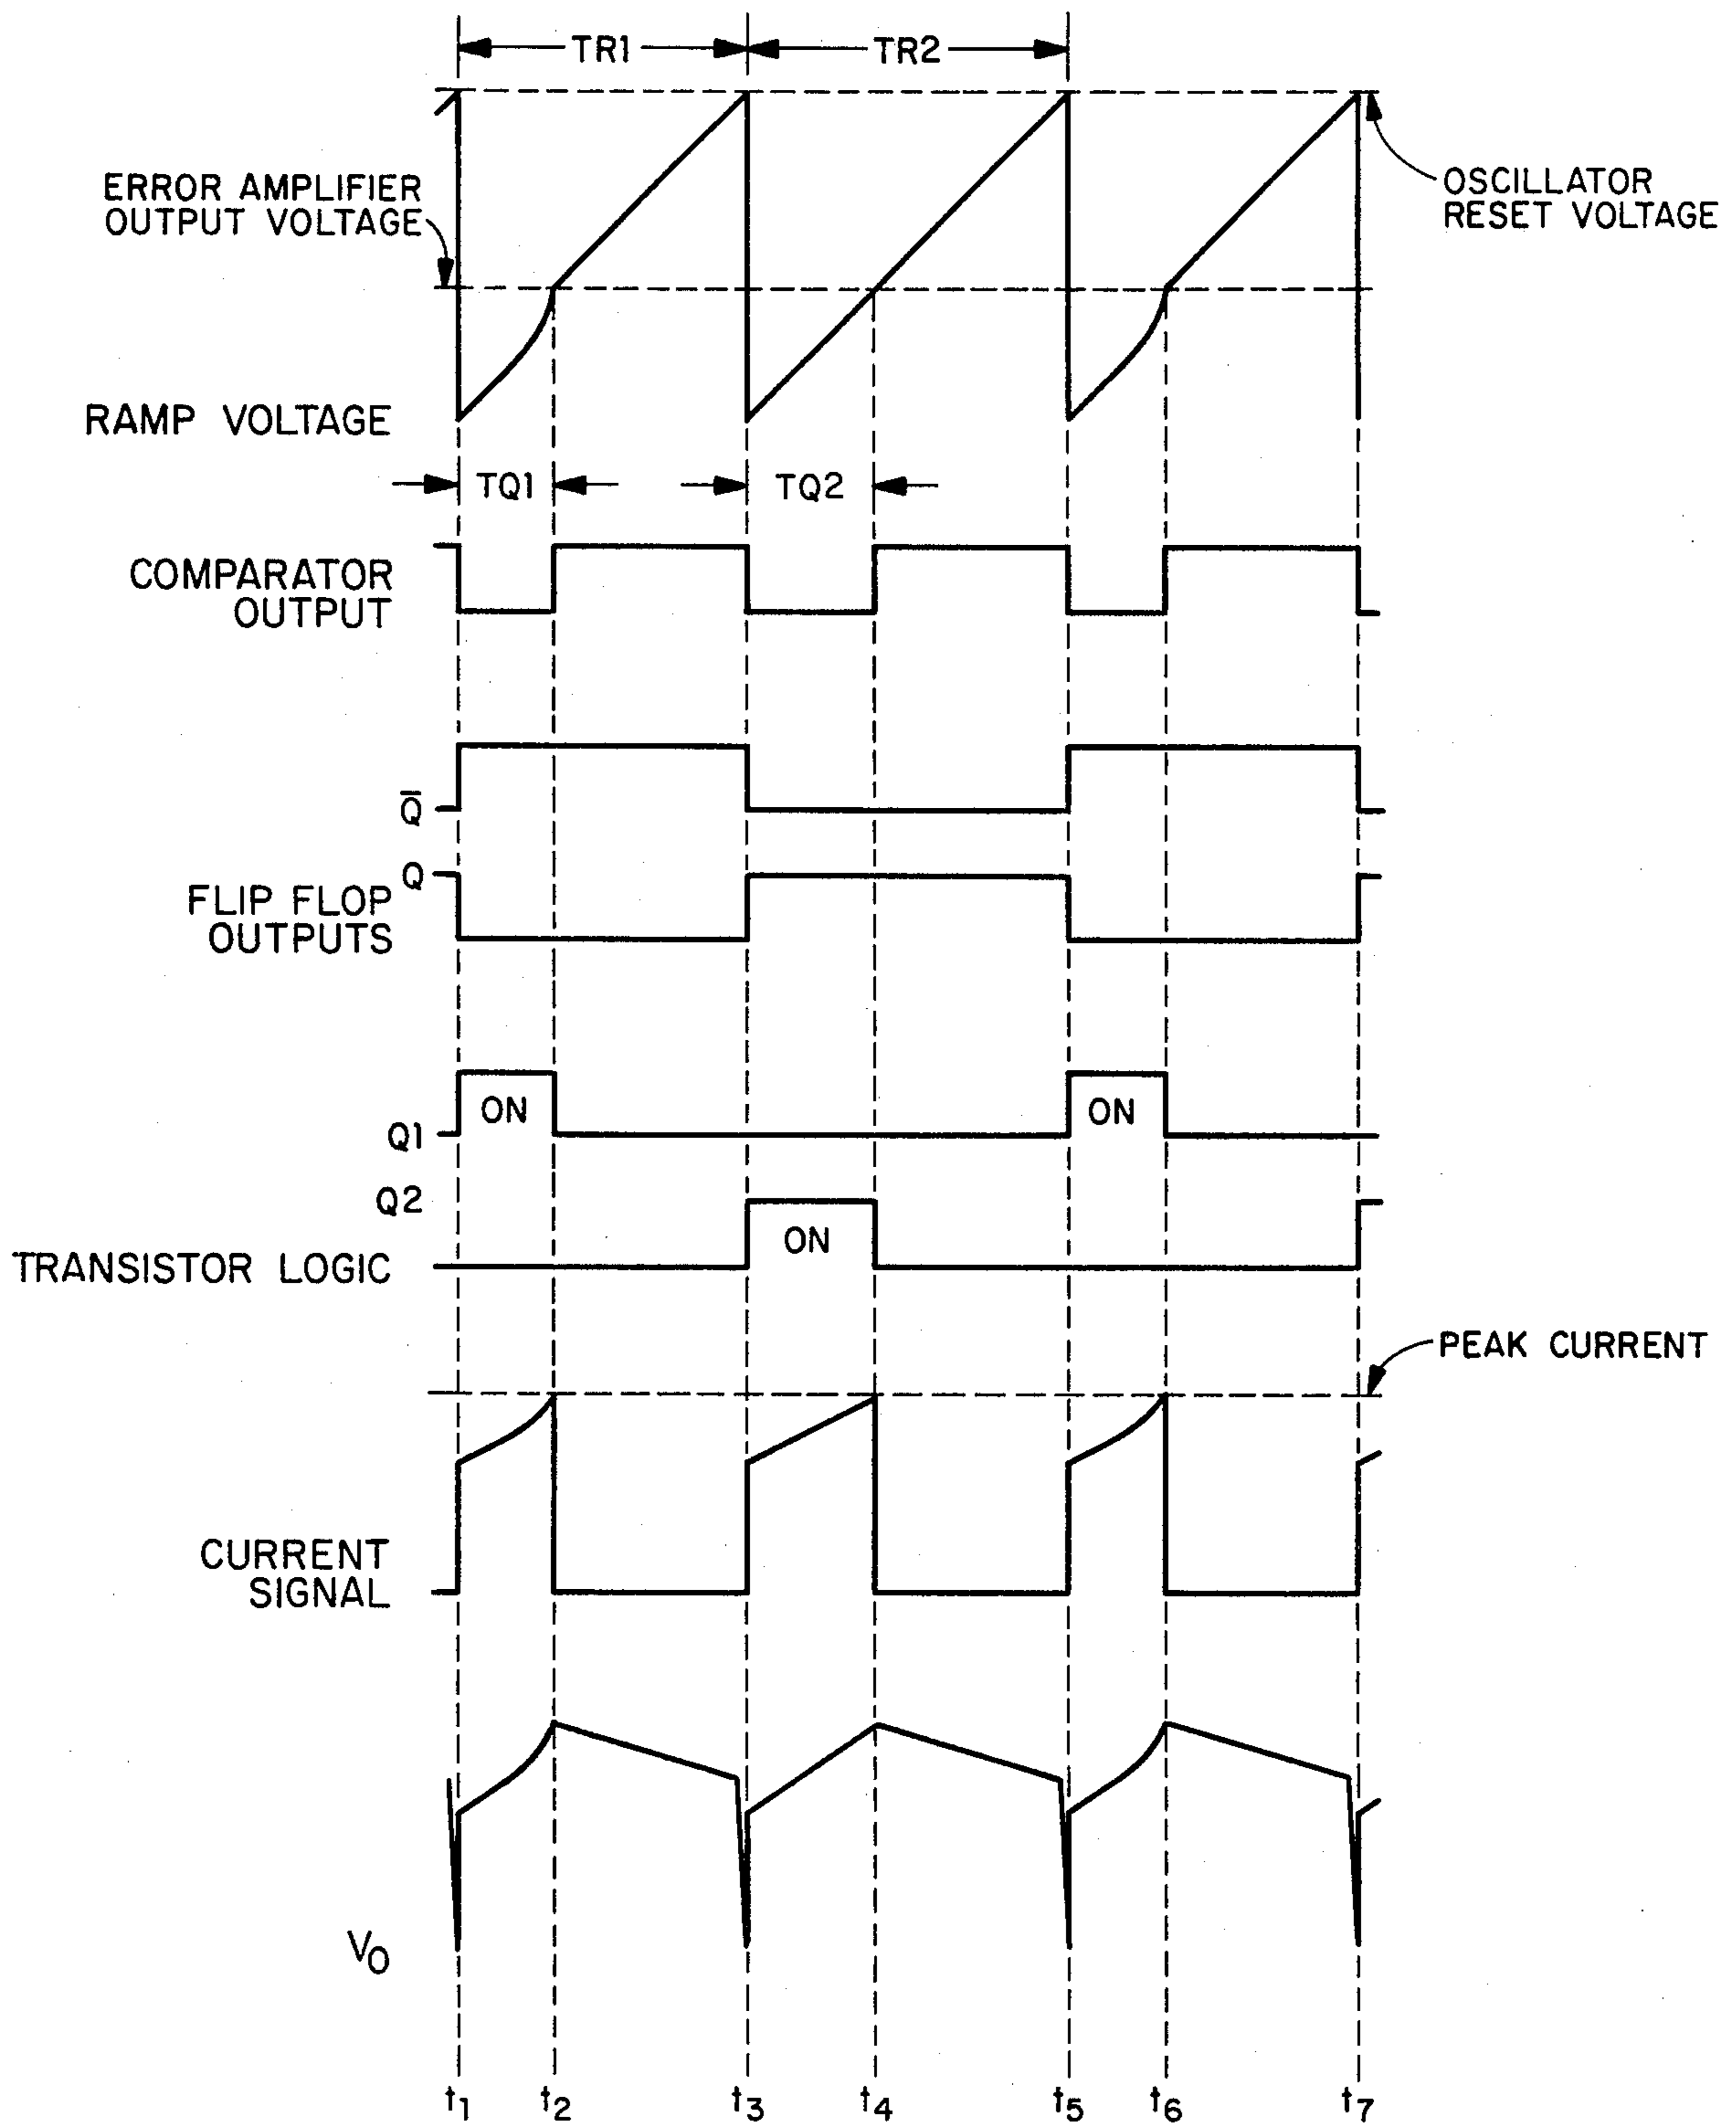 TR1
TR2
ERROR AMPLIFIER
OUTPUT VOLTAGE
OSCILLATOR
RESET VOLTAGE
RAMP VOLTAGE
TQ1
TQ2
COMPARATOR
OUTPUT
Q̅
Q
FLIP FLOP
OUTPUTS
ON
ON
Q1
Q2
ON
TRANSISTOR LOGIC
PEAK CURRENT
CURRENT
SIGNAL
V₀
t₁ t₂ t₃ t₄ t₅ t₆ t₇